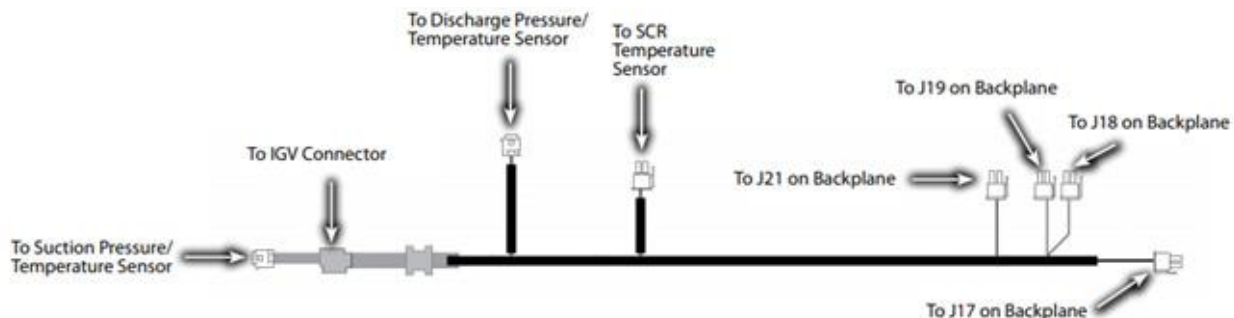 To Discharge Pressure/
Temperature Sensor
To SCR
Temperature
Sensor
To J19 on Backplane
To J18 on Backplane
To IGV Connector
To J21 on Backplane
To Suction Pressure/
Temperature Sensor
To J17 on Backplane